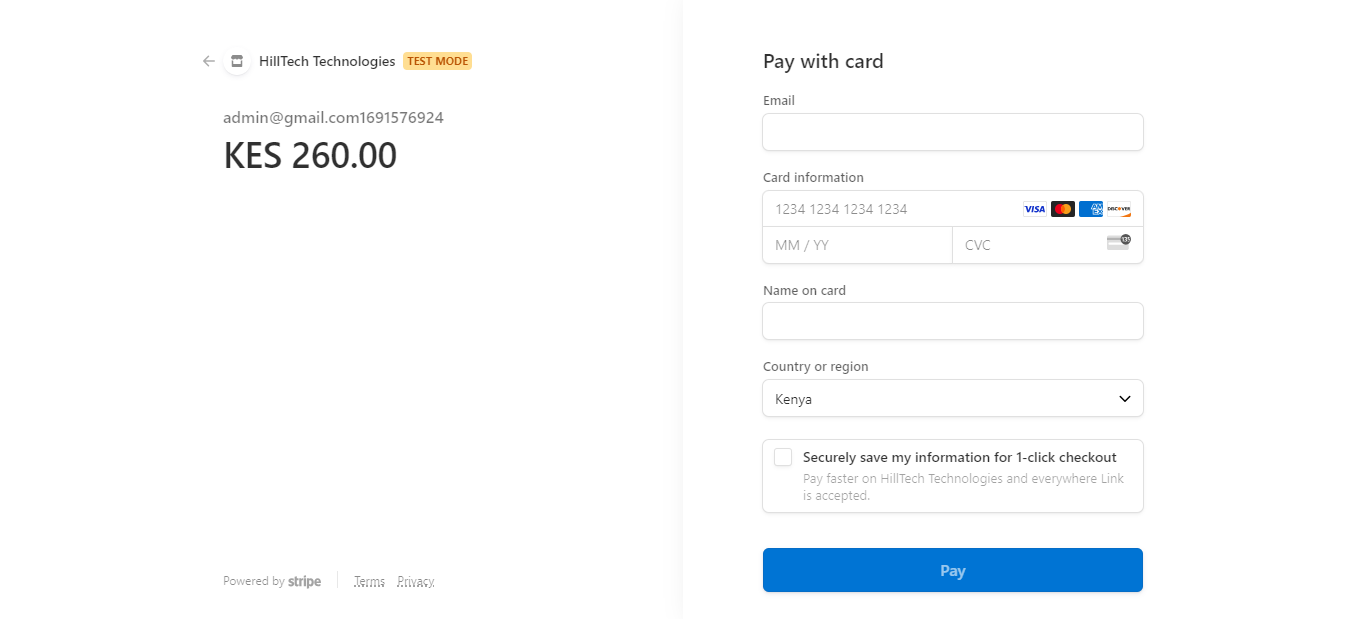 HillTech Technologies TEST MODE
admin@gmail.com1691576924
KES 260.00
Powered by stripe Terms Privacy
Pay with card
Email
Card information
1234 1234 1234 1234 VISA AMEX DISCOVER
MM / YY CVC 135
Name on card
Country or region
Kenya
Securely save my information for 1-click checkout
Pay faster on HillTech Technologies and everywhere Link
is accepted.
Pay